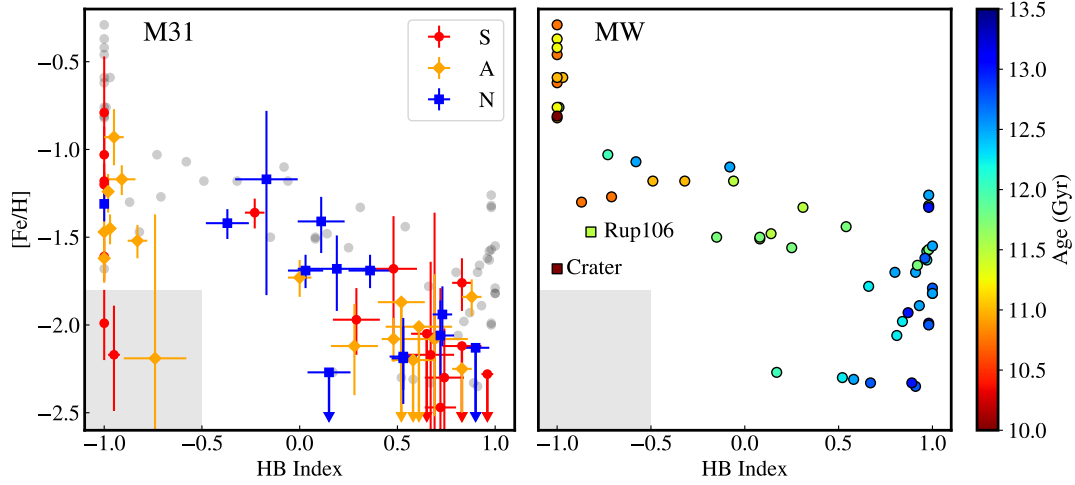 M31
S
A
N
[Fe/H]
−0.5
−1.0
−1.5
−2.0
−2.5
−1.0 −0.5 0.0 0.5 1.0
HB Index
MW
Rup106
Crater
−1.0 −0.5 0.0 0.5 1.0
HB Index
13.5
13.0
12.5
12.0
11.5
11.0
10.5
10.0
Age (Gyr)